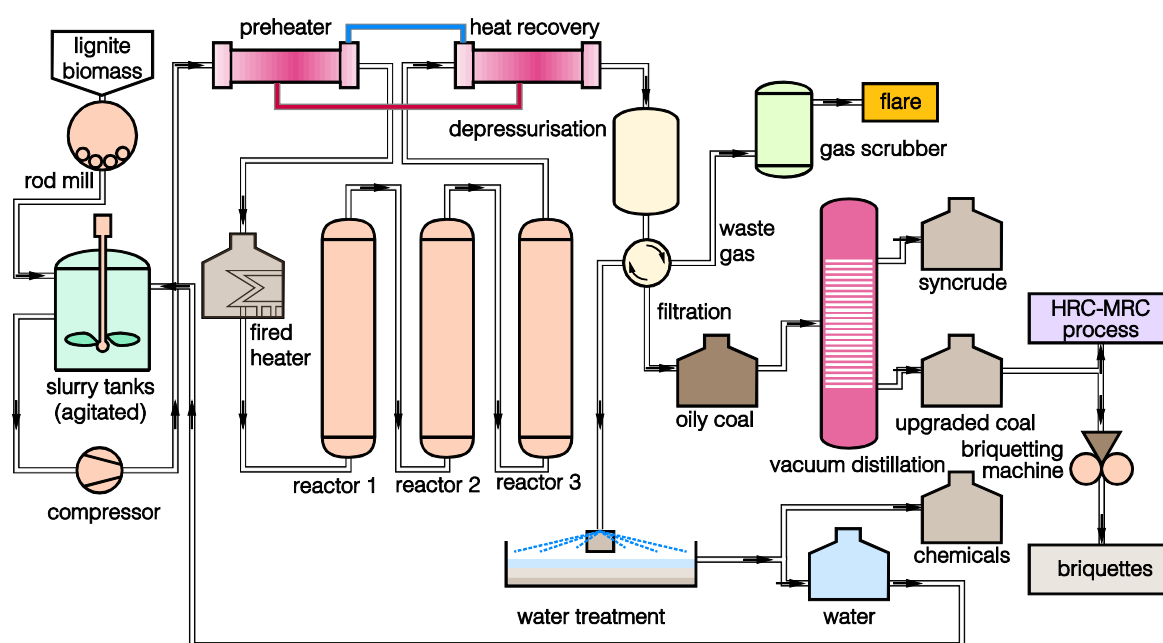 lignite
biomass
preheater
heat recovery
depressurisation
flare
gas scrubber
rod mill
waste
gas
syncrude
HRC-MRC
process
filtration
fired
heater
slurry tanks
(agitated)
oily coal
upgraded coal
briquetting
machine
vacuum distillation
reactor 1
reactor 2
reactor 3
compressor
chemicals
briquettes
water treatment
water